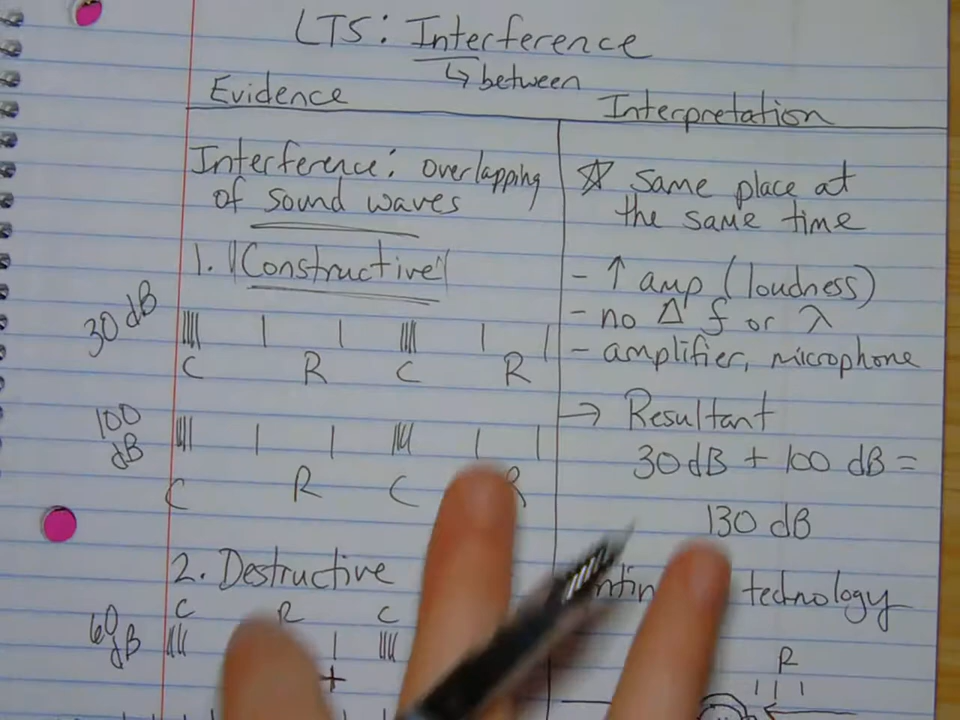 LTS: Interference
↳ between
Evidence
Interpretation
Interference: overlapping
of sound waves
1. Constructive
30 dB
C R C R
100
dB
C R C R
2. Destructive
C R C
60
dB
+
☆ same place at
the same time
- ↑ amp (loudness)
- no Δ f or λ
- amplifier, microphone
→ Resultant
30 dB + 100 dB =
130 dB
technology
R